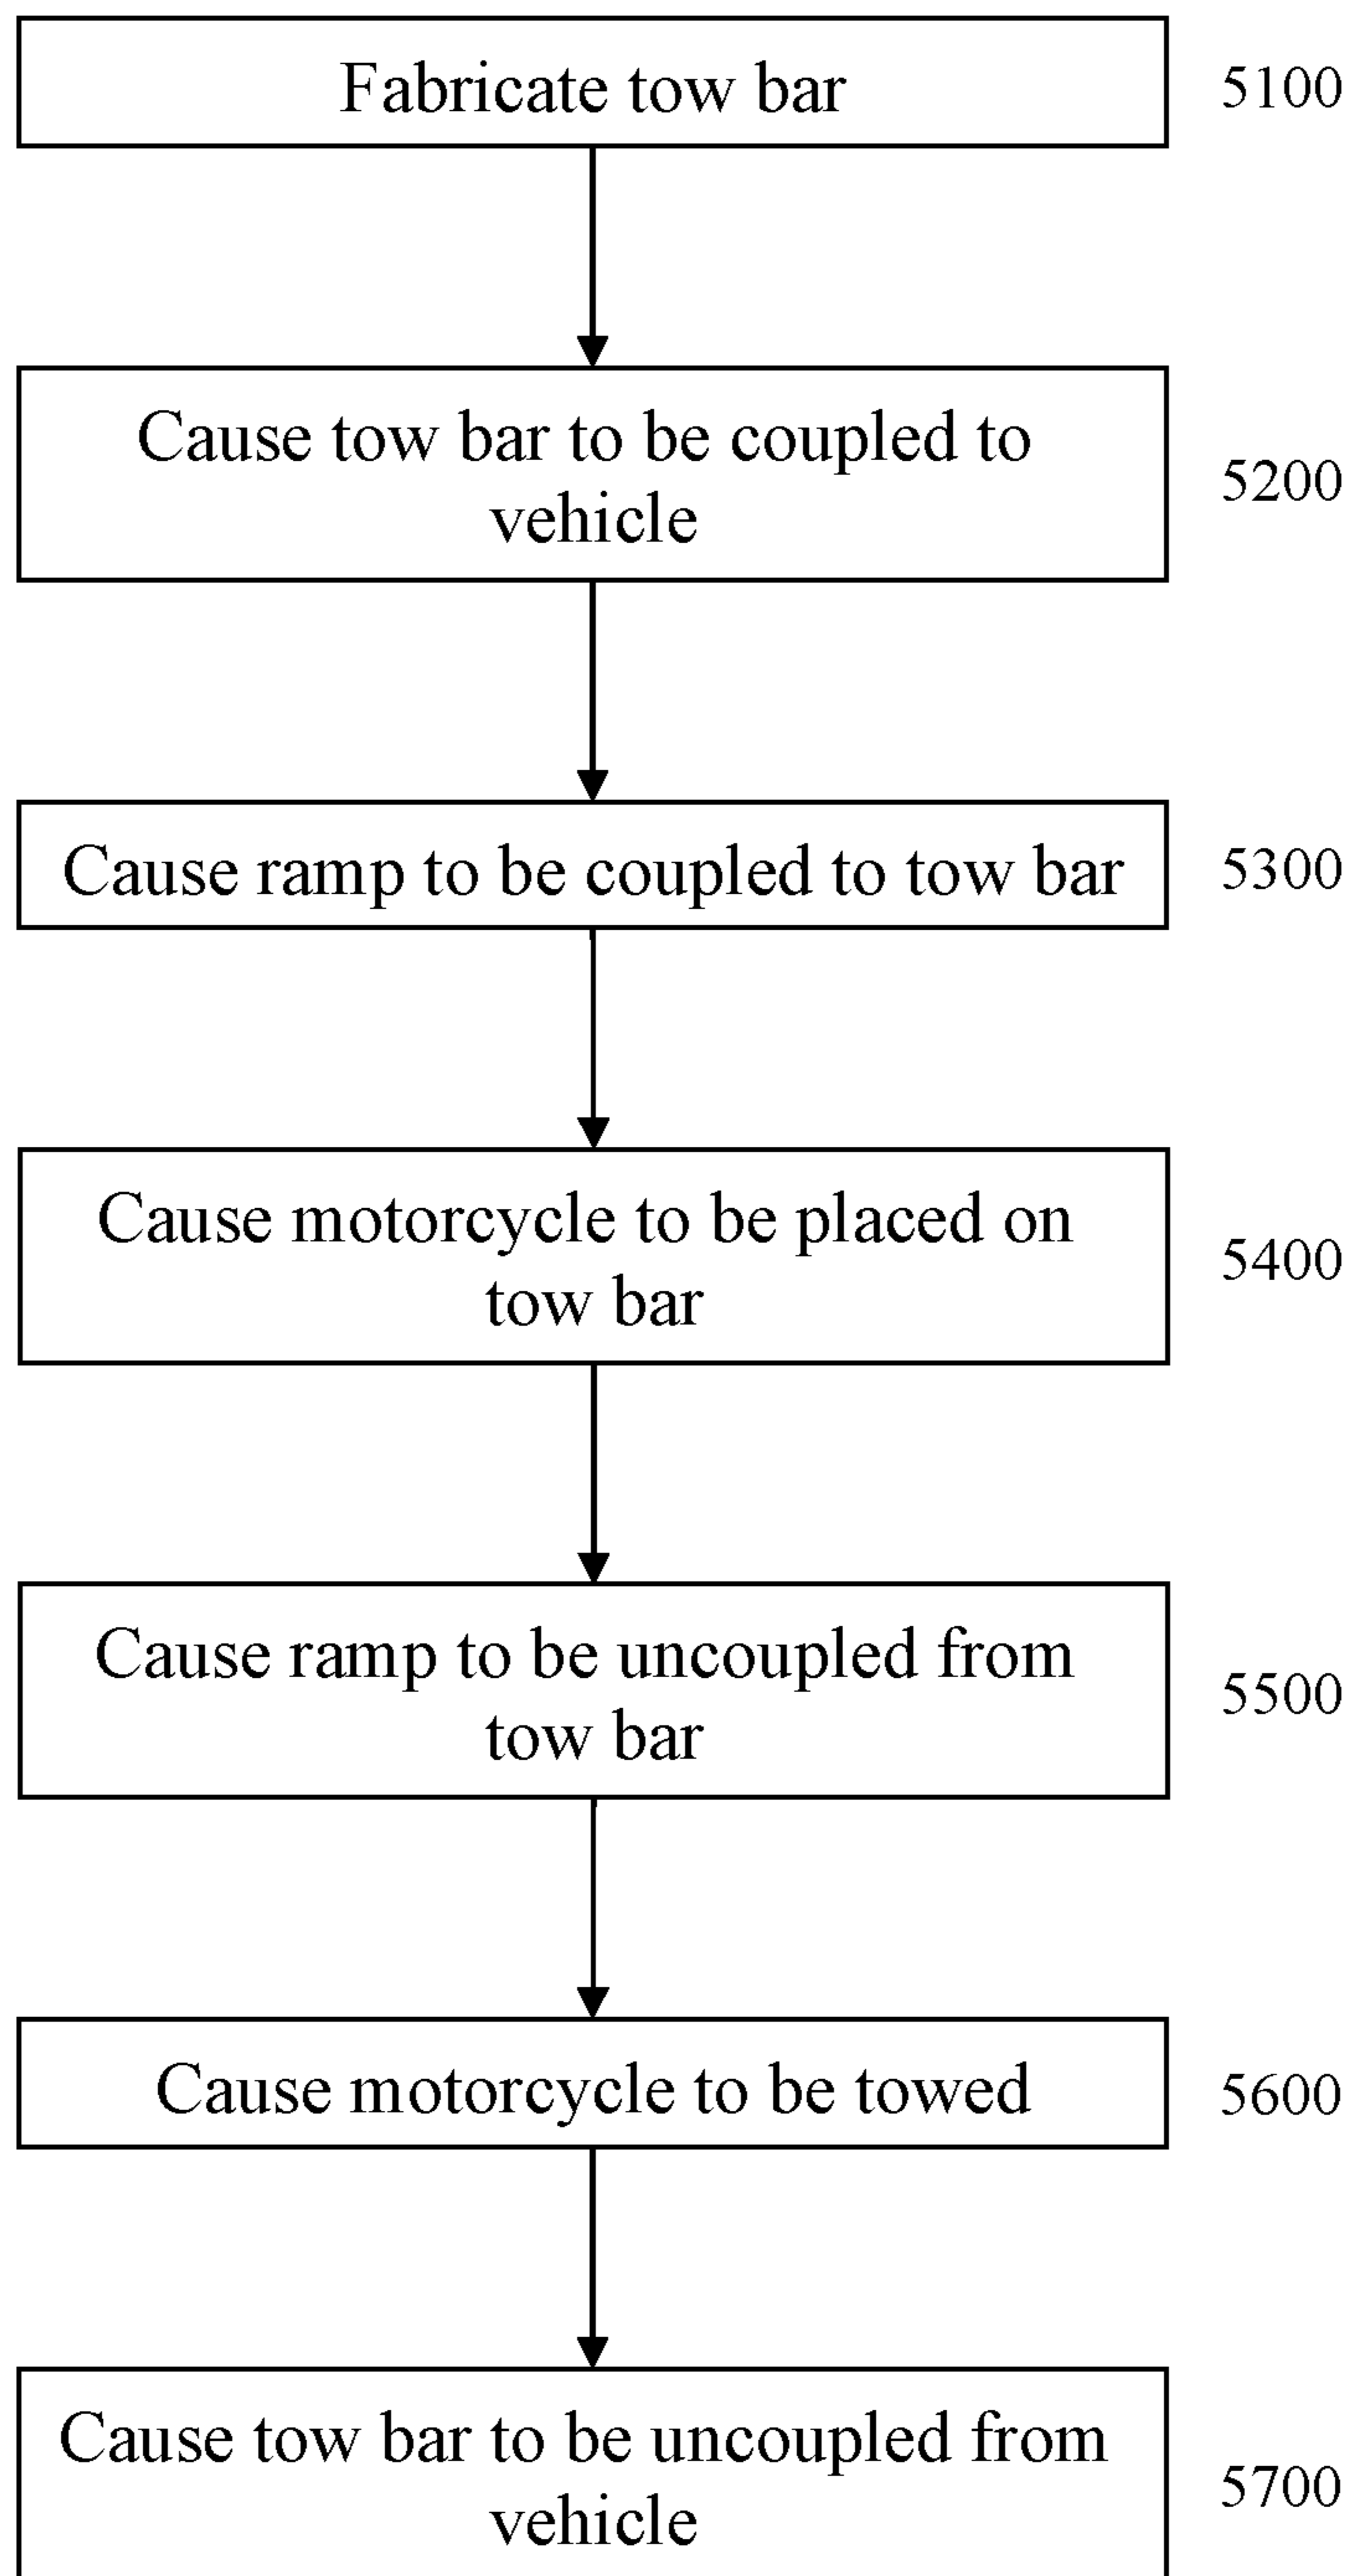 Fabricate tow bar
5100
Cause tow bar to be coupled to
vehicle
5200
Cause ramp to be coupled to tow bar
5300
Cause motorcycle to be placed on
tow bar
5400
Cause ramp to be uncoupled from
tow bar
5500
Cause motorcycle to be towed
5600
Cause tow bar to be uncoupled from
vehicle
5700